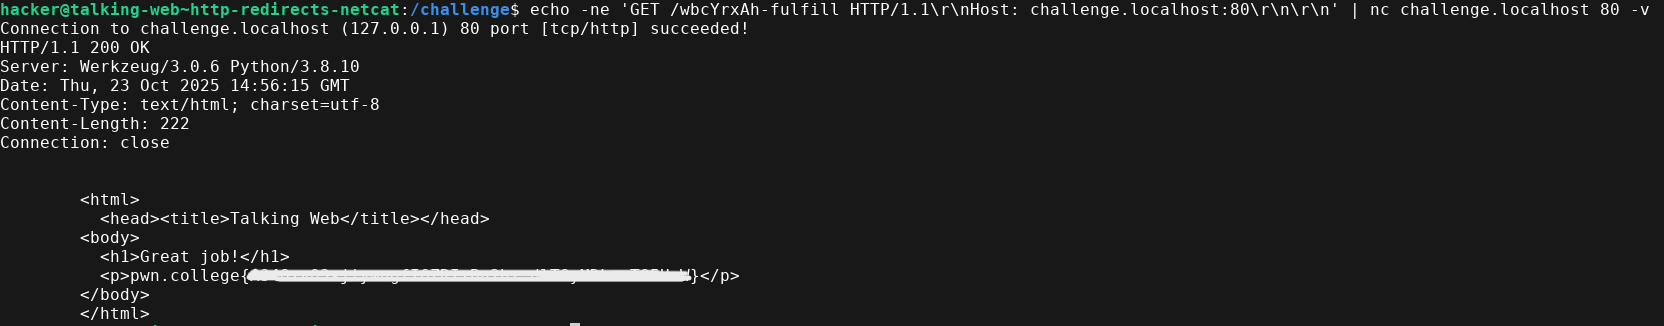 hacker@talking-web~http-redirects-netcat:/challenge$ echo -ne 'GET /wbcYrxAh-fulfill HTTP/1.1\r\nHost: challenge.localhost:80\r\n\r\n' | nc challenge.localhost 80 -v
Connection to challenge.localhost (127.0.0.1) 80 port [tcp/http] succeeded!
HTTP/1.1 200 OK
Server: Werkzeug/3.0.6 Python/3.8.10
Date: Thu, 23 Oct 2025 14:56:15 GMT
Content-Type: text/html; charset=utf-8
Content-Length: 222
Connection: close
<html>
<head><title>Talking Web</title></head>
<body>
<h1>Great job!</h1>
<p>pwn.college{ }</p>
</body>
</html>